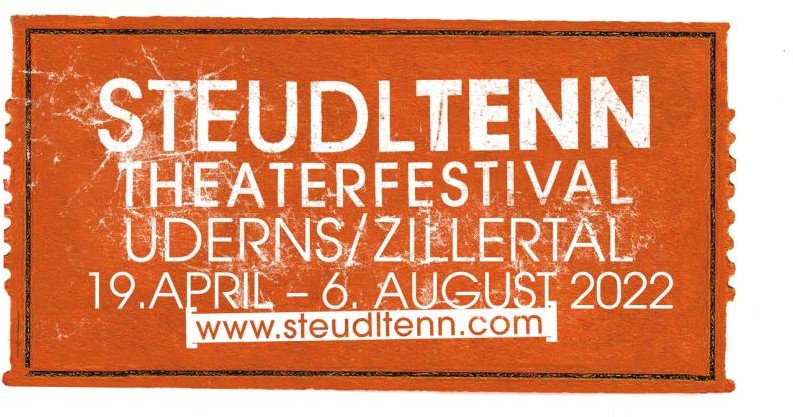 STEUDLTENN
THEATERFESTIVAL
UDERNS/ZILLERTAL
19.APRIL – 6. AUGUST 2022
www.steudltenn.com